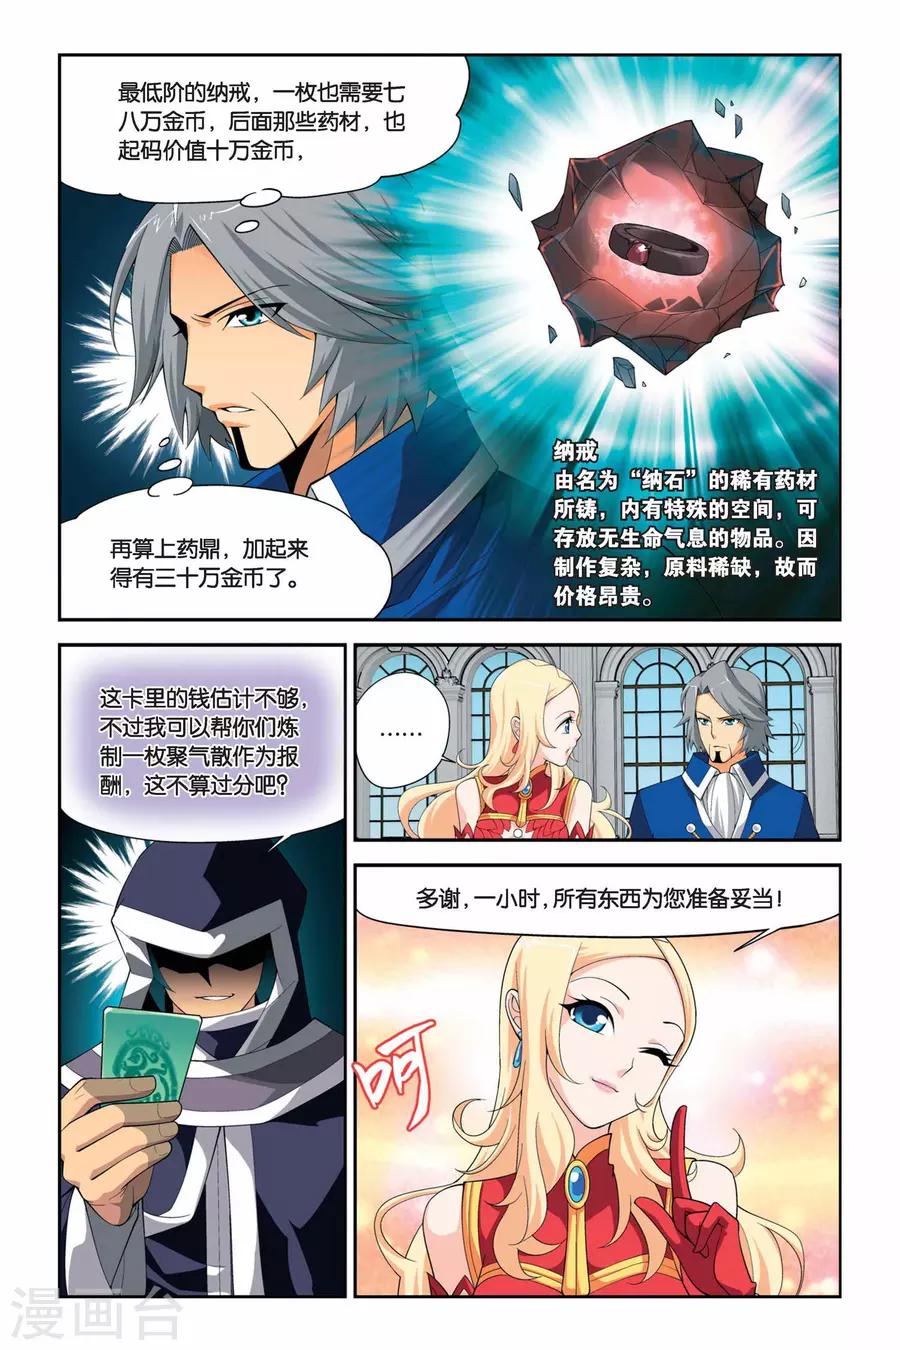 最低阶的纳戒，一枚也需要七
八万金币，后面那些药材，也
起码价值十万金币，
纳戒
由名为“纳石”的稀有药材
所铸，内有特殊的空间，可
存放无生命气息的物品。因
制作复杂，原料稀缺，故而
价格昂贵。
再算上药鼎，加起来
得有三十万金币了。
这卡里的钱估计不够，
不过我可以帮你们炼
制一枚聚气散作为报
酬，这不算过分吧？
……
多谢，一小时，所有东西为您准备妥当！
呵
漫画台